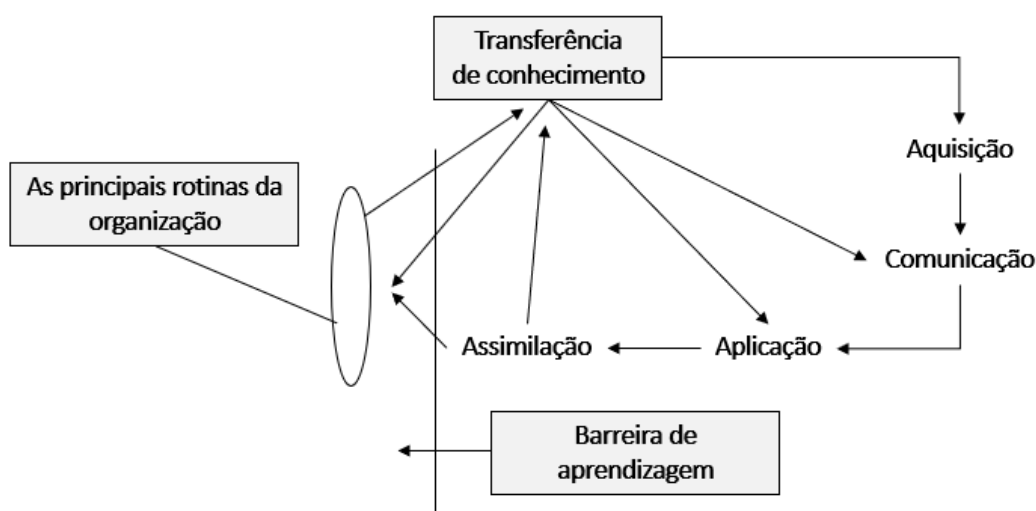 Transferência
de conhecimento
Aquisição
As principais rotinas da
organização
Comunicação
Assimilação
Aplicação
Barreira de
aprendizagem